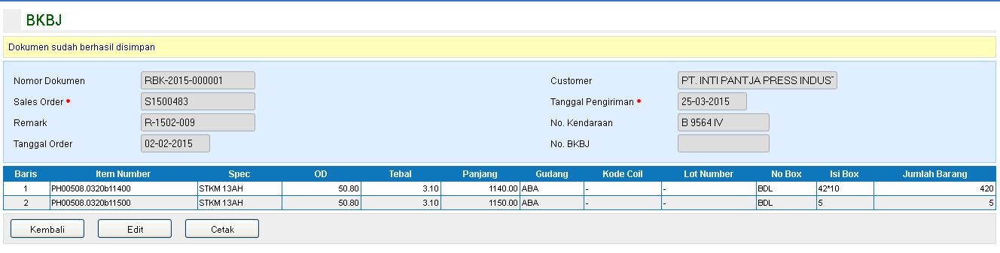 BKBJ
Dokumen sudah berhasil disimpan
Nomor Dokumen RBK-2015-000001 Customer PT. INTI PANTJA PRESS INDUST
Sales Order • S1500483 Tanggal Pengiriman • 25-03-2015
Remark R-1502-009 No. Kendaraan B 9564 IV
Tanggal Order 02-02-2015 No. BKBJ
Baris Item Number Spec OD Tebal Panjang Gudang Kode Coil Lot Number No Box Isi Box Jumlah Barang
1 PH00508.0320b11400 STKM 13AH 50.80 3.10 1140.00 ABA - - BDL 42*10 420
2 PH00508.0320b11500 STKM 13AH 50.80 3.10 1150.00 ABA - - BDL 5 5
Kembali Edit Cetak